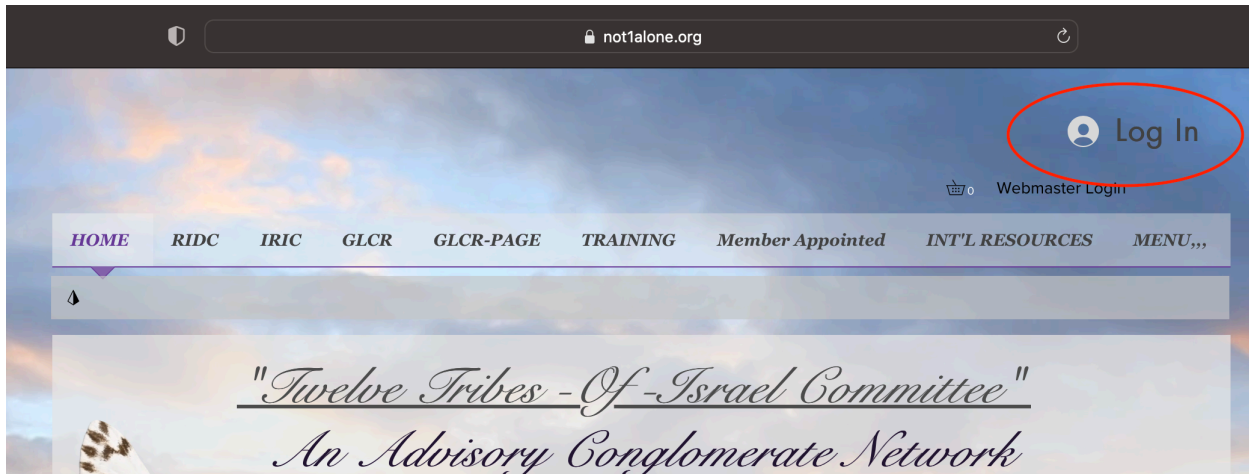 not1alone.org
Log In
0 Webmaster Login
HOME RIDC IRIC GLCR GLCR-PAGE TRAINING Member Appointed INT'L RESOURCES MENU,,,
"Twelve Tribes -Of-Israel Committee"
An Advisory Conglomerate Network